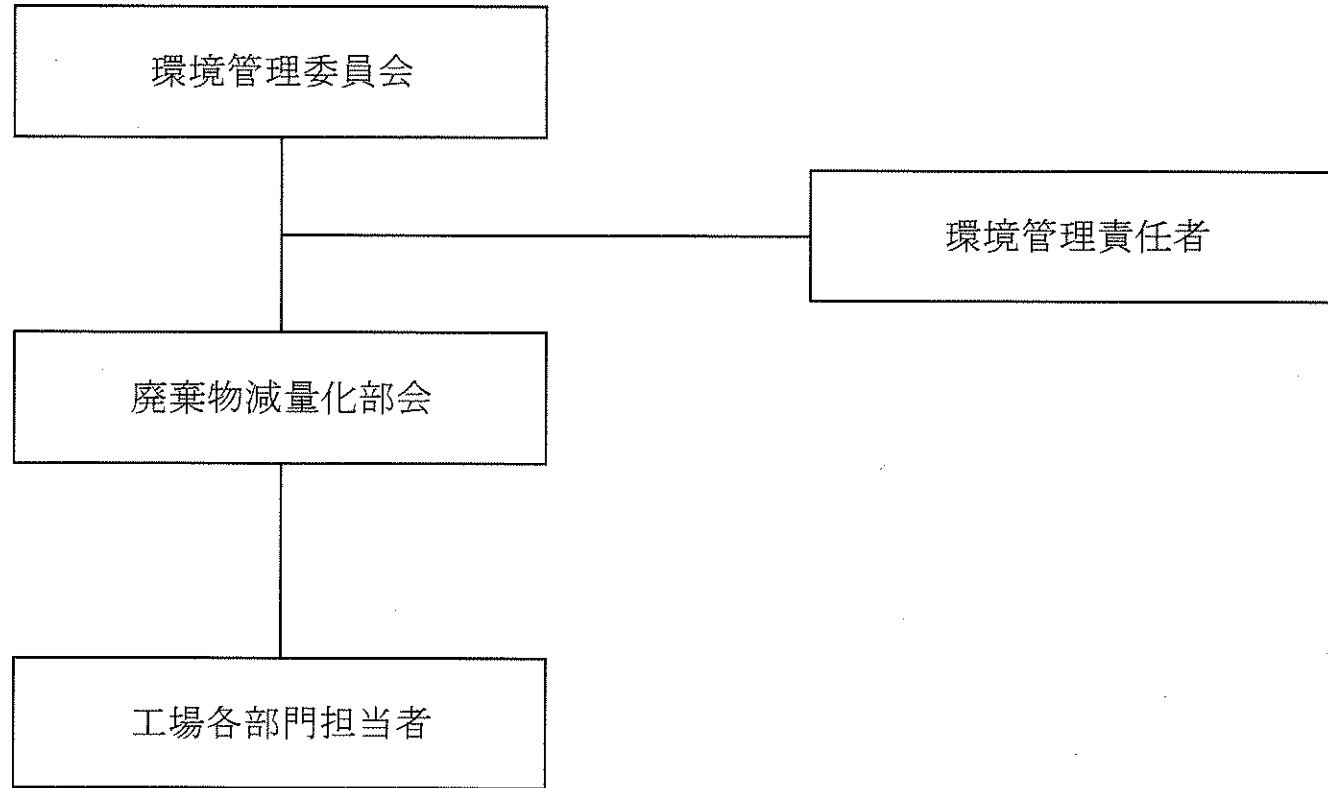 環境管理委員会
環境管理責任者
廃棄物減量化部会
工場各部門担当者